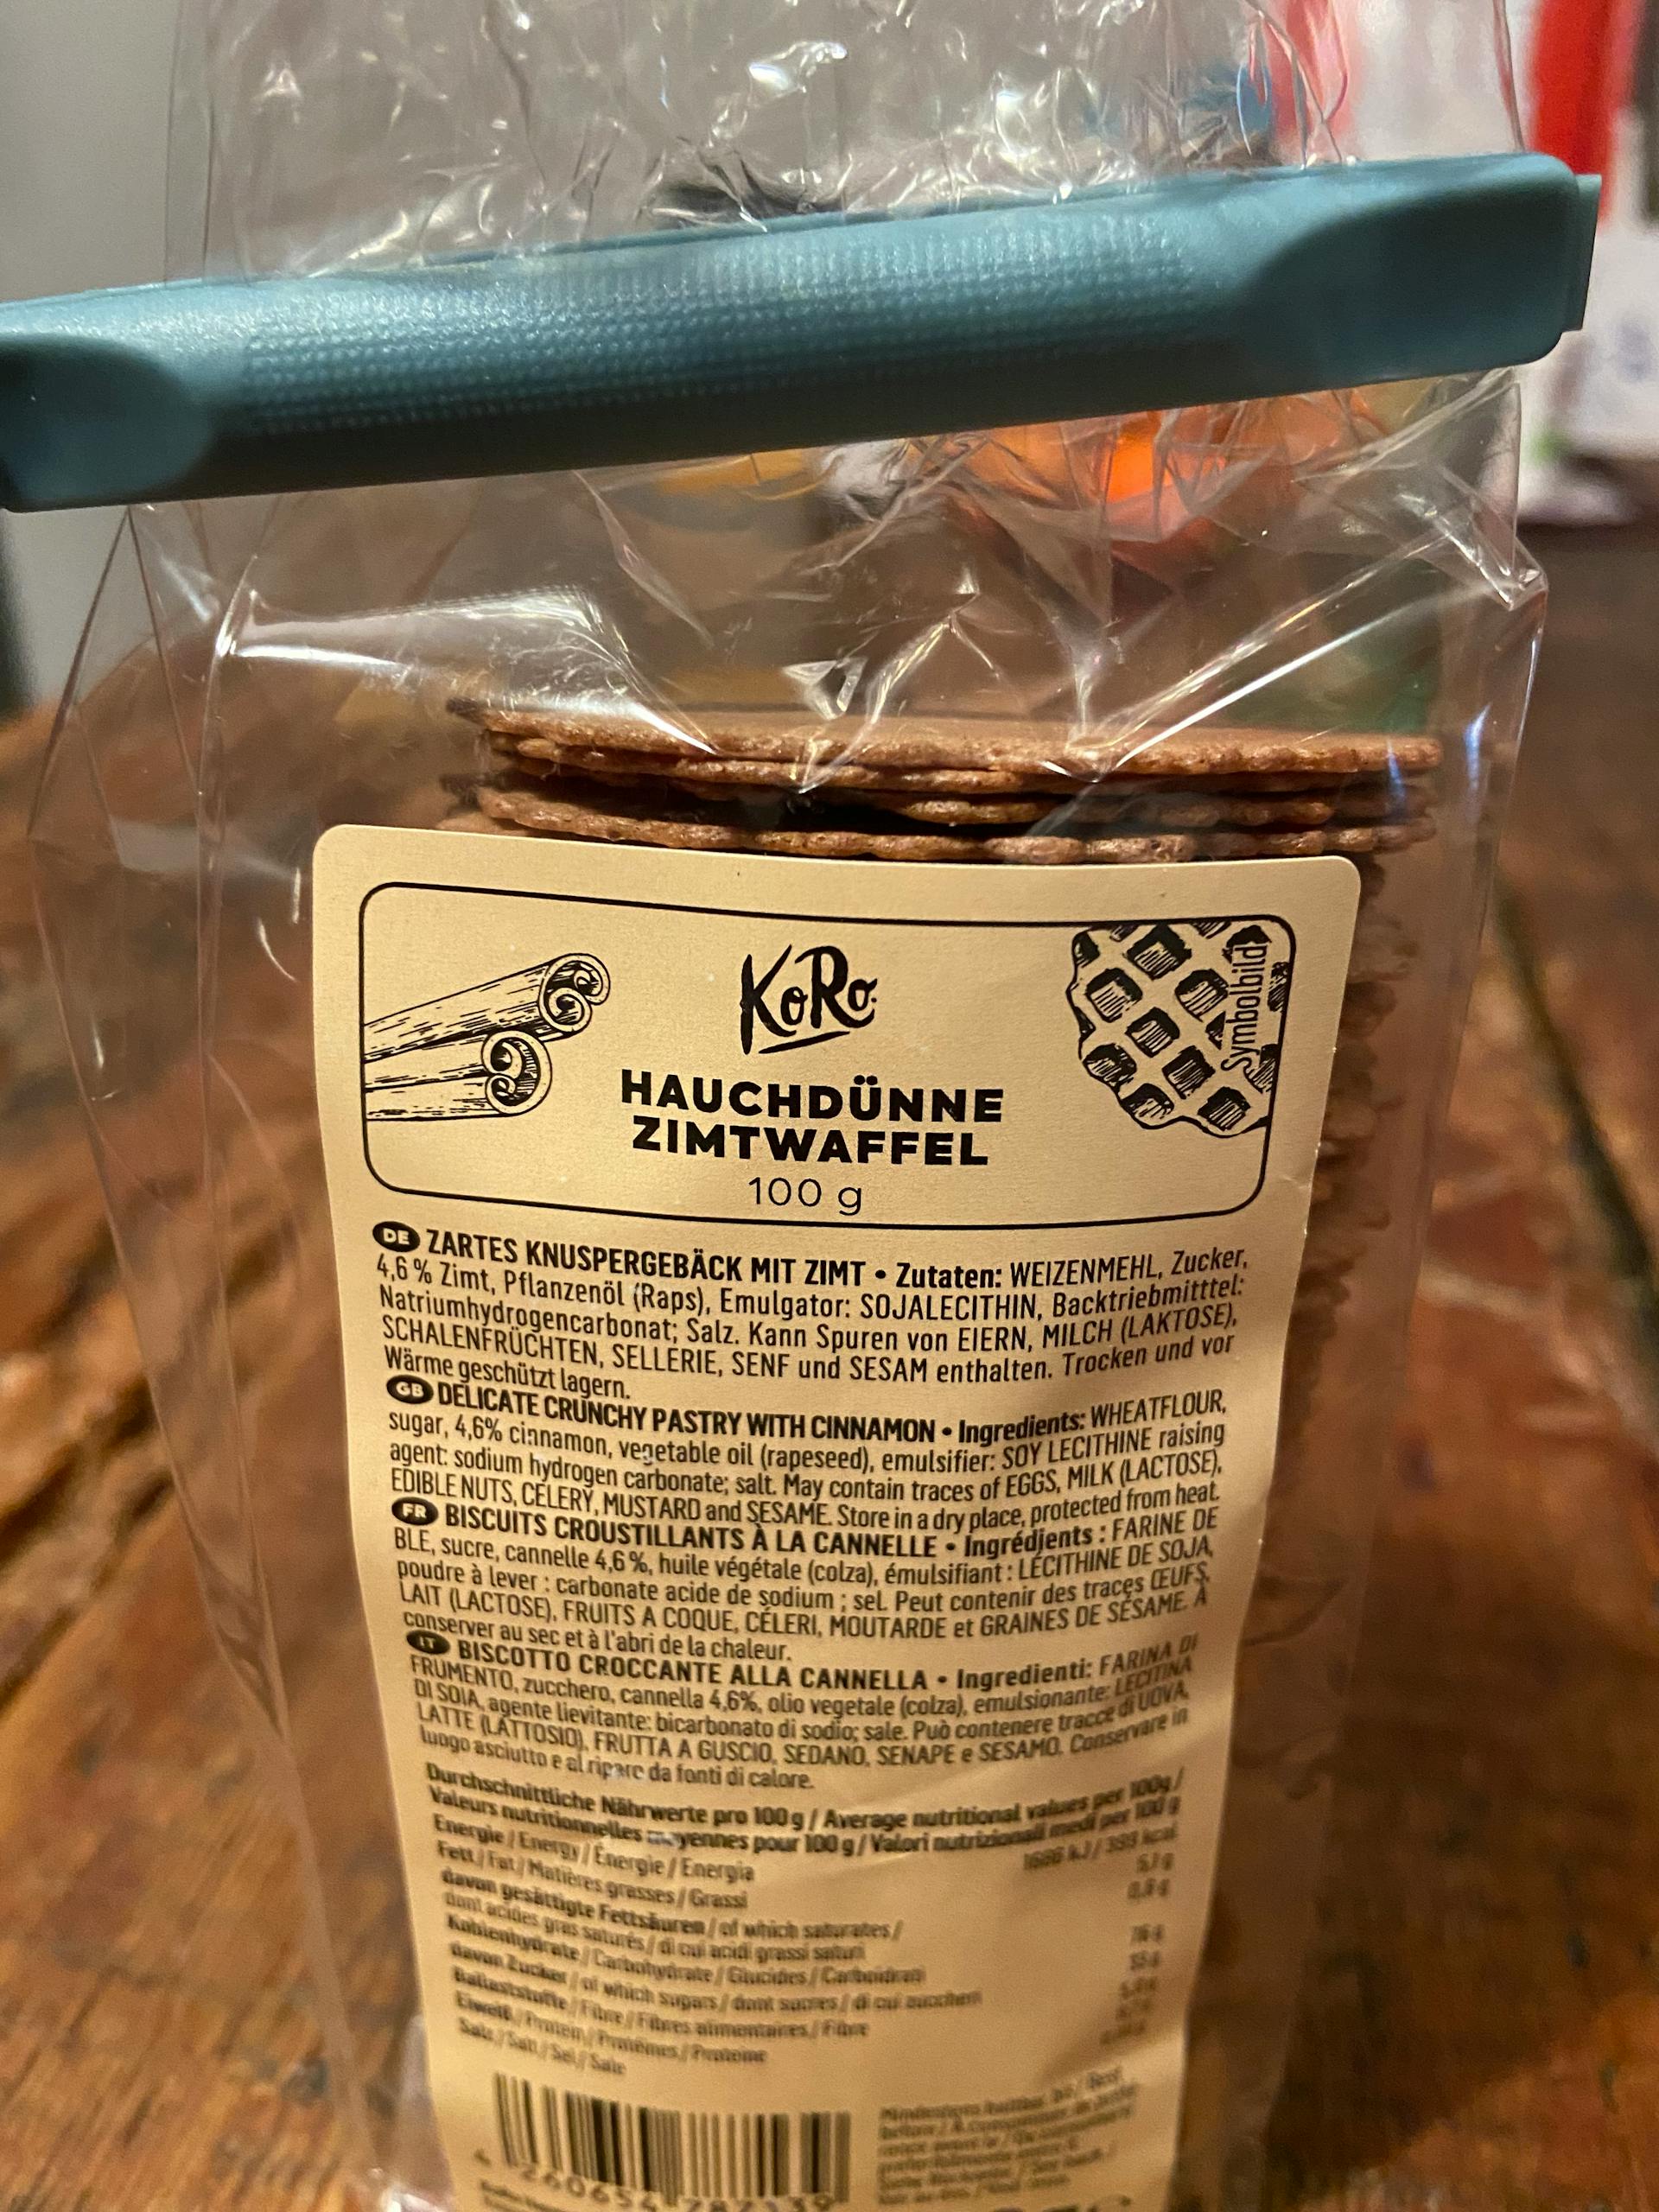 KoRo
Symbolbild
HAUCHDÜNNE
ZIMTWAFFEL
100 g
DE ZARTES KNUSPERGEBÄCK MIT ZIMT • Zutaten: WEIZENMEHL, Zucker,
4,6 % Zimt, Pflanzenöl (Raps), Emulgator: SOJALECITHIN, Backtriebmitttel:
Natriumhydrogencarbonat; Salz. Kann Spuren von EIERN, MILCH (LAKTOSE),
SCHALENFRÜCHTEN, SELLERIE, SENF und SESAM enthalten. Trocken und vor
Wärme geschützt lagern.
GB DELICATE CRUNCHY PASTRY WITH CINNAMON • Ingredients: WHEATFLOUR,
sugar, 4,6% cinnamon, vegetable oil (rapeseed), emulsifier: SOY LECITHINE raising
agent: sodium hydrogen carbonate; salt. May contain traces of EGGS, MILK (LACTOSE),
EDIBLE NUTS, CELERY, MUSTARD and SESAME. Store in a dry place, protected from heat.
FR BISCUITS CROUSTILLANTS À LA CANNELLE • Ingrédients : FARINE DE
BLE, sucre, cannelle 4,6 %, huile végétale (colza), émulsifiant : LÉCITHINE DE SOJA,
poudre à lever : carbonate acide de sodium ; sel. Peut contenir des traces ŒUFS,
LAIT (LACTOSE), FRUITS A COQUE, CÉLERI, MOUTARDE et GRAINES DE SÉSAME. À
conserver au sec et à l'abri de la chaleur.
IT BISCOTTO CROCCANTE ALLA CANNELLA • Ingredienti: FARINA DI
FRUMENTO, zucchero, cannella 4,6%, olio vegetale (colza), emulsionante: LECITINA
DI SOIA, agente lievitante: bicarbonato di sodio; sale. Può contenere tracce di UOVA,
LATTE (LATTOSIO), FRUTTA A GUSCIO, SEDANO, SENAPE e SESAMO. Conservare in
luogo asciutto e al riparo da fonti di calore.
Durchschnittliche Nährwerte pro 100 g / Average nutritional values per 100g /
Valeurs nutritionnelles moyennes pour 100 g / Valori nutrizionali medi per 100 g
Energie / Energy / Énergie / Energia
Fett / Fat / Matières grasses / Grassi
davon gesättigte Fettsäuren / of which saturates /
dont acides gras saturés / di cui acidi grassi saturi
Kohlenhydrate / Carbohydrate / Glucides / Carboidrati
davon Zucker / of which sugars / dont sucres / di cui zuccheri
Ballaststoffe / Fibre / Fibres alimentaires / Fibre
Eiweiß / Protein / Protéines / Proteine
Salz / Salt / Sel / Sale